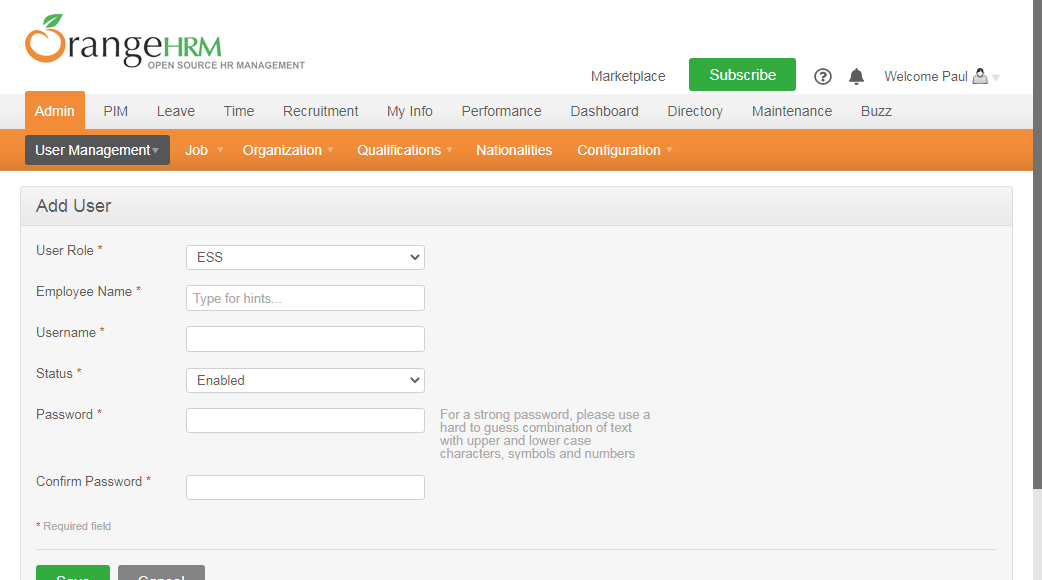 OrangeHRM
OPEN SOURCE HR MANAGEMENT
Marketplace Subscribe Welcome Paul
Admin PIM Leave Time Recruitment My Info Performance Dashboard Directory Maintenance Buzz
User Management Job Organization Qualifications Nationalities Configuration
Add User
User Role * ESS
Employee Name * Type for hints...
Username *
Status * Enabled
Password * For a strong password, please use a
hard to guess combination of text
with upper and lower case
characters, symbols and numbers
Confirm Password *
* Required field
Save Cancel